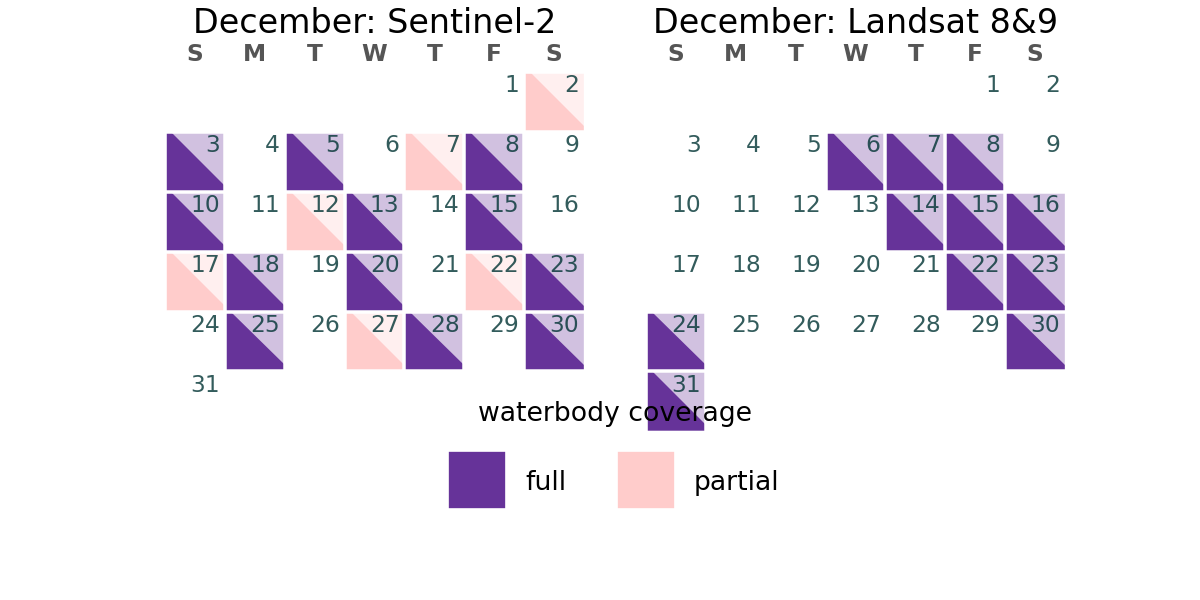 December: Sentinel-2
S M T W T F S
1 2
3 4 5 6 7 8 9
10 11 12 13 14 15 16
17 18 19 20 21 22 23
24 25 26 27 28 29 30
31
December: Landsat 8&9
S M T W T F S
1 2
3 4 5 6 7 8 9
10 11 12 13 14 15 16
17 18 19 20 21 22 23
24 25 26 27 28 29 30
31
waterbody coverage
full partial